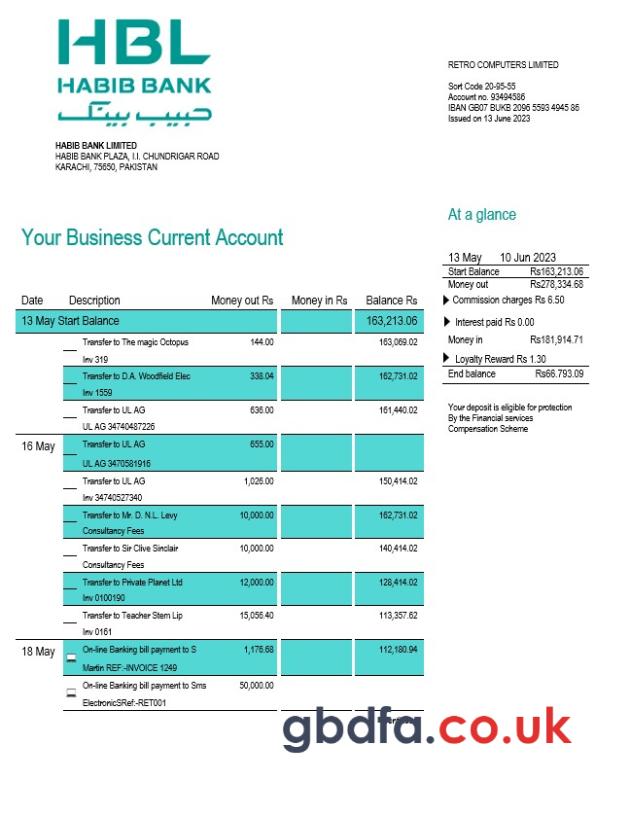 HBL
HABIB BANK
حبیب بینک
HABIB BANK LIMITED
HABIB BANK PLAZA, I.I. CHUNDRIGAR ROAD
KARACHI, 75650, PAKISTAN
RETRO COMPUTERS LIMITED
Sort Code 20-95-55
Account no. 93494586
IBAN GB07 BUKB 2096 5593 4945 86
Issued on 13 June 2023
At a glance
13 May 10 Jun 2023
Start Balance Rs163,213.06
Money out Rs278,334.68
Commission charges Rs 6.50
Interest paid Rs 0.00
Money in Rs181,914.71
Loyalty Reward Rs 1.30
End balance Rs66.793.09
Your deposit is eligible for protection
By the Financial services
Compensation Scheme
Your Business Current Account
Date Description Money out Rs Money in Rs Balance Rs
13 May Start Balance 163,213.06
Transfer to The magic Octopus 144.00 163,069.02
Inv 319
Transfer to D.A. Woodfield Elec 338.04 162,731.02
Inv 1559
Transfer to UL AG 636.00 161,440.02
UL AG 34740487226
16 May Transfer to UL AG 655.00
UL AG 3470581916
Transfer to UL AG 1,026.00 150,414.02
Inv 34740527340
Transfer to Mr. D. N.L. Levy 10,000.00 162,731.02
Consultancy Fees
Transfer to Sir Clive Sinclair 10,000.00 140,414.02
Consultancy Fees
Transfer to Private Planet Ltd 12,000.00 128,414.02
Inv 0100190
Transfer to Teacher Stem Lip 15,056.40 113,357.62
Inv 0161
18 May On-line Banking bill payment to S 1,176.68 112,180.94
Martin REF:-INVOICE 1249
On-line Banking bill payment to Sms 50,000.00
ElectronicSRef:-RET001
gbdfa.co.uk